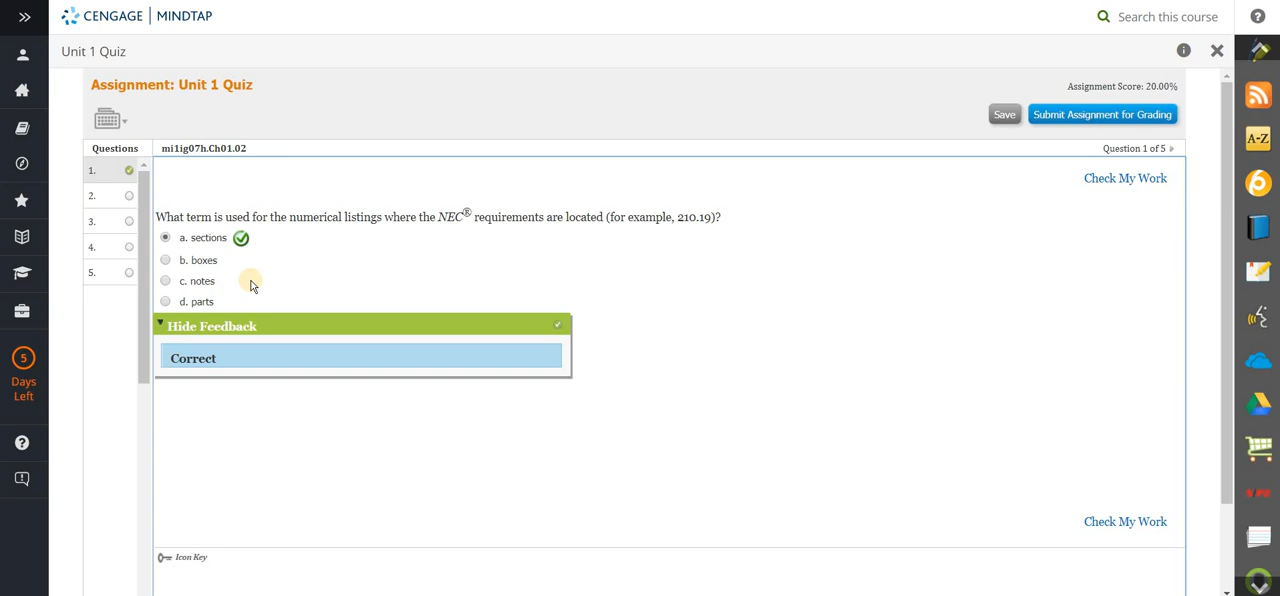 CENGAGE | MINDTAP
Search this course
Unit 1 Quiz
Assignment: Unit 1 Quiz
Assignment Score: 20.00%
Save
Submit Assignment for Grading
Questions
mi1ig07h.Ch01.02
Question 1 of 5
1.
2.
3.
4.
5.
Check My Work
What term is used for the numerical listings where the NEC® requirements are located (for example, 210.19)?
a. sections
b. boxes
c. notes
d. parts
Hide Feedback
Correct
Check My Work
Icon Key
5
Days
Left
A-Z